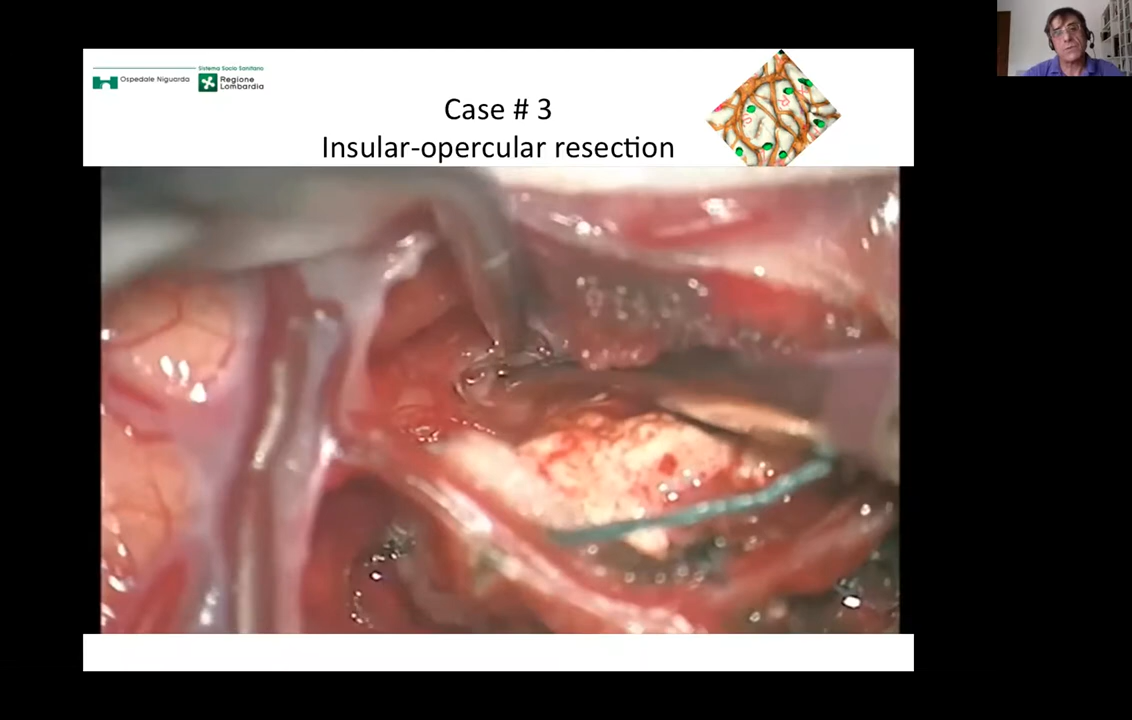 Sistema Socio Sanitario
Ospedale Niguarda
Regione
Lombardia
Case # 3
Insular-opercular resection